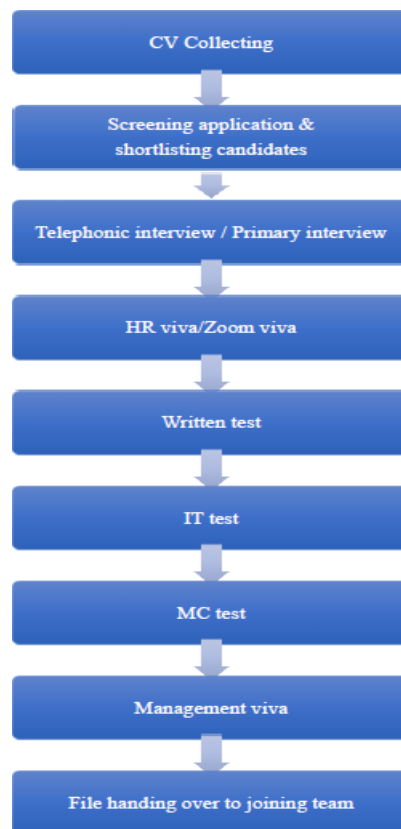 CV Collecting
Screening application &
shortlisting candidates
Telephonic interview / Primary interview
HR viva/Zoom viva
Written test
IT test
MC test
Management viva
File handing over to joining team